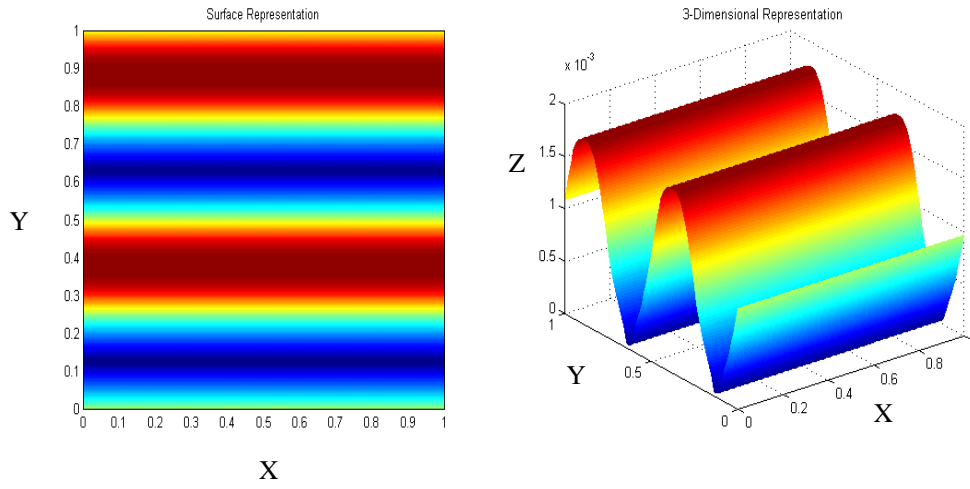 Surface Representation
1
0.9
0.8
0.7
0.6
0.5
0.4
0.3
0.2
0.1
0
Y
0 0.1 0.2 0.3 0.4 0.5 0.6 0.7 0.8 0.9 1
X
3-Dimensional Representation
x 10⁻³
2
1.5
1
0.5
0
Z
1
0.5
0
Y
0 0.2 0.4 0.6 0.8
X